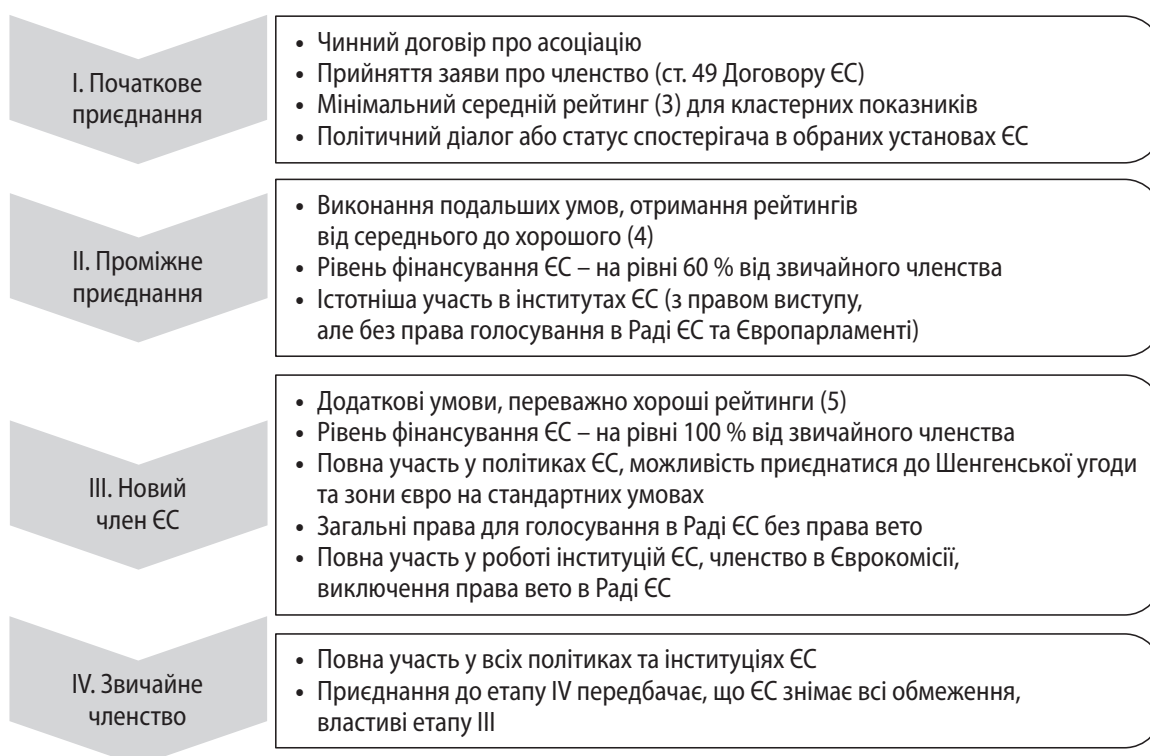 I. Початкове
приєднання
• Чинний договір про асоціацію
• Прийняття заяви про членство (ст. 49 Договору ЄС)
• Мінімальний середній рейтинг (3) для кластерних показників
• Політичний діалог або статус спостерігача в обраних установах ЄС
II. Проміжне
приєднання
• Виконання подальших умов, отримання рейтингів
від середнього до хорошого (4)
• Рівень фінансування ЄС – на рівні 60 % від звичайного членства
• Істотніша участь в інститутах ЄС (з правом виступу,
але без права голосування в Раді ЄС та Європарламенті)
III. Новий
член ЄС
• Додаткові умови, переважно хороші рейтинги (5)
• Рівень фінансування ЄС – на рівні 100 % від звичайного членства
• Повна участь у політиках ЄС, можливість приєднатися до Шенгенської угоди
та зони євро на стандартних умовах
• Загальні права для голосування в Раді ЄС без права вето
• Повна участь у роботі інституцій ЄС, членство в Єврокомісії,
виключення права вето в Раді ЄС
IV. Звичайне
членство
• Повна участь у всіх політиках та інституціях ЄС
• Приєднання до етапу IV передбачає, що ЄС знімає всі обмеження,
властиві етапу III